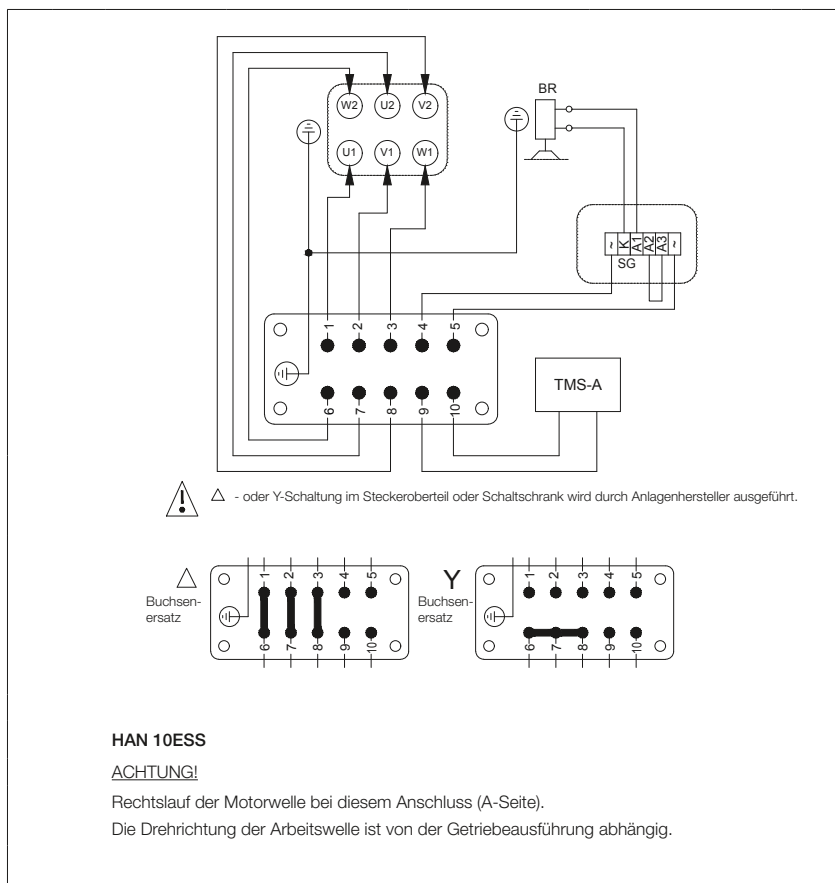 W2 U2 V2
BR
U1 V1 W1
~ K A1 A2 A3 ~
SG
1 2 3 4 5
TMS-A
6 7 8 9 10
△ - oder Y-Schaltung im Steckeroberteil oder Schaltschrank wird durch Anlagenhersteller ausgeführt.
△
Buchsen-
ersatz
1 2 3 4 5
6 7 8 9 10
Y
Buchsen-
ersatz
1 2 3 4 5
6 7 8 9 10
HAN 10ESS
ACHTUNG!
Rechtslauf der Motorwelle bei diesem Anschluss (A-Seite).
Die Drehrichtung der Arbeitswelle ist von der Getriebeausführung abhängig.